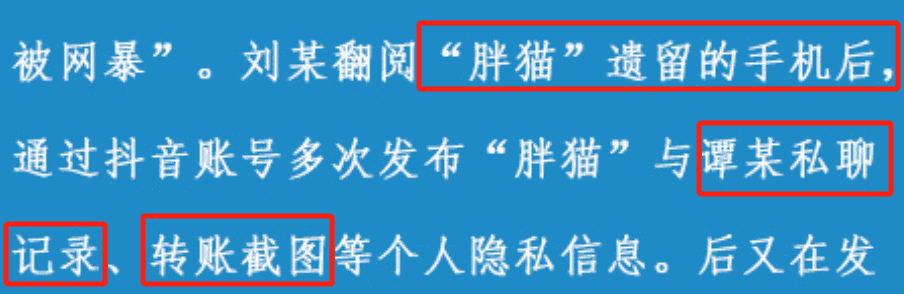 被网暴”。刘某翻阅“胖猫”遗留的手机后,
通过抖音账号多次发布“胖猫”与谭某私聊
记录、转账截图等个人隐私信息。后又在发